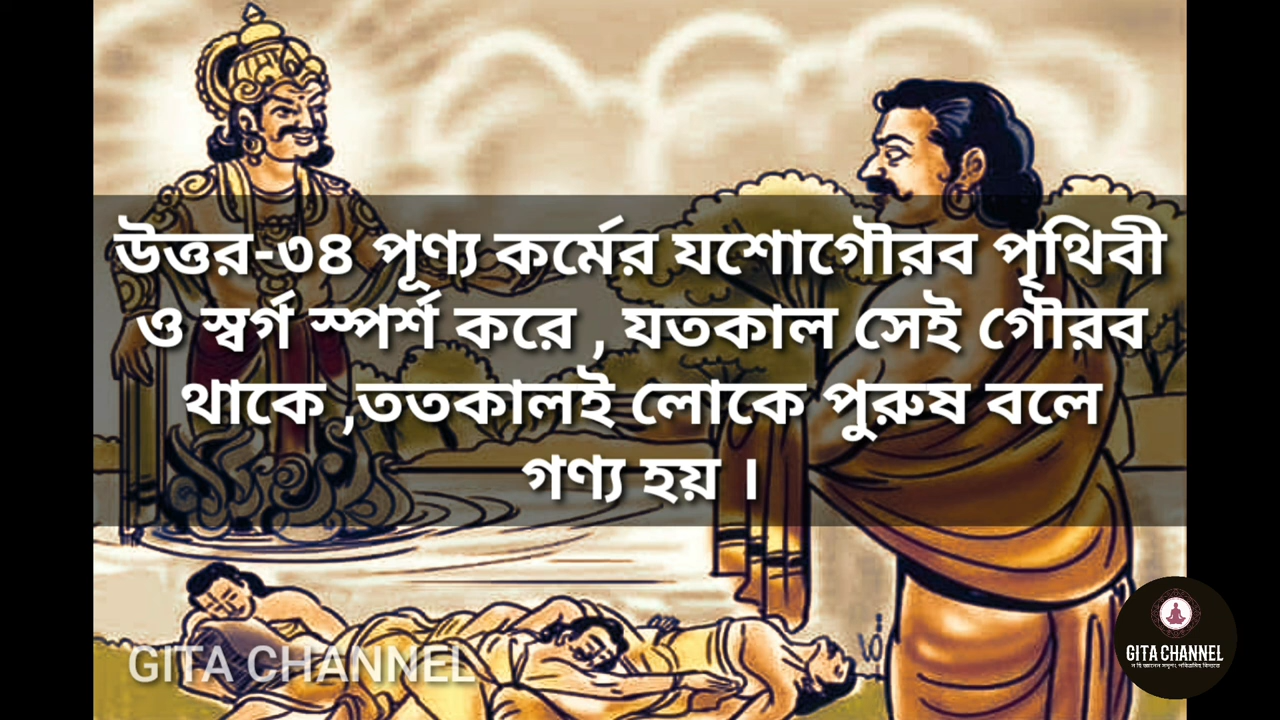 উত্তর-৩৪ পূণ্য কর্মের যশোগৌরব পৃথিবী
ও স্বর্গ স্পর্শ করে , যতকাল সেই গৌরব
থাকে ,ততকালই লোকে পুরুষ বলে
গণ্য হয় ।
GITA CHANNEL
GITA CHANNEL